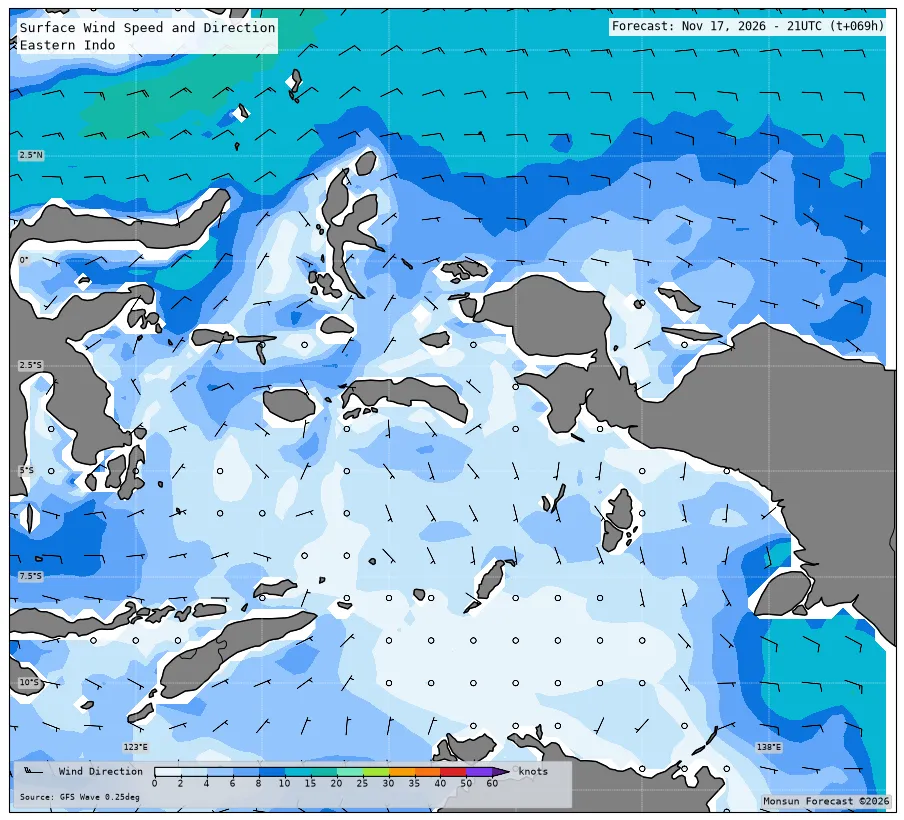 Surface Wind Speed and Direction
Eastern Indo
Forecast: Nov 17, 2026 - 21UTC (t+069h)
2.5°N
0°
2.5°S
5°S
7.5°S
10°S
123°E
138°E
Wind Direction
0 2 4 6 8 10 15 20 25 30 35 40 50 60
knots
Source: GFS Wave 0.25deg
Monsun Forecast ©2026